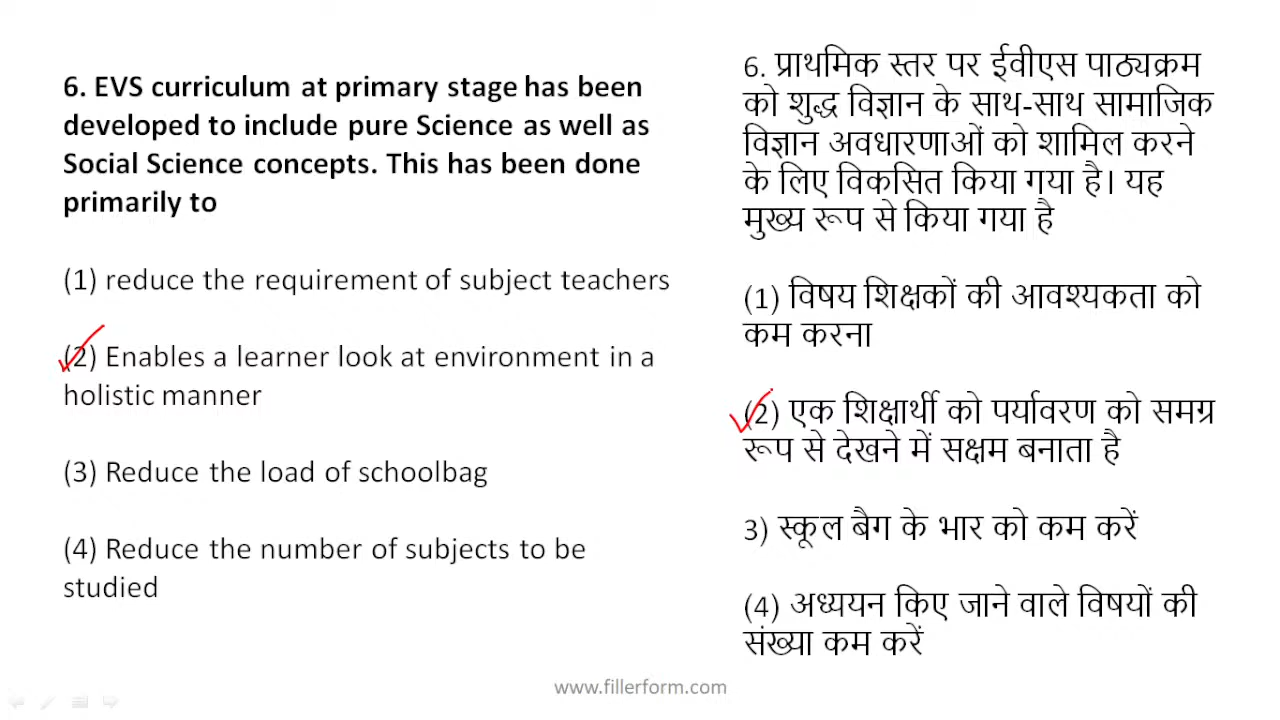 6. EVS curriculum at primary stage has been
developed to include pure Science as well as
Social Science concepts. This has been done
primarily to
(1) reduce the requirement of subject teachers
(2) Enables a learner look at environment in a
holistic manner
(3) Reduce the load of schoolbag
(4) Reduce the number of subjects to be
studied
6. प्राथमिक स्तर पर ईवीएस पाठ्यक्रम
को शुद्ध विज्ञान के साथ-साथ सामाजिक
विज्ञान अवधारणाओं को शामिल करने
के लिए विकसित किया गया है। यह
मुख्य रूप से किया गया है
(1) विषय शिक्षकों की आवश्यकता को
कम करना
(2) एक शिक्षार्थी को पर्यावरण को समग्र
रूप से देखने में सक्षम बनाता है
3) स्कूल बैग के भार को कम करें
(4) अध्ययन किए जाने वाले विषयों की
संख्या कम करें
www.fillerform.com